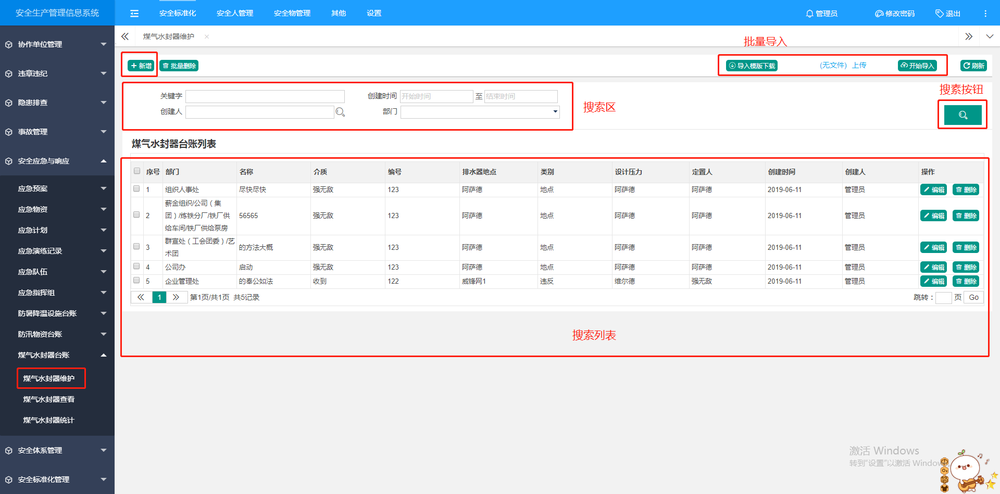 安全生产管理信息系统
安全标准化 安全人管理 安全物管理 其他 设置
管理员 修改密码 退出
协作单位管理
违章违纪
隐患排查
事故管理
安全应急与响应
应急预案
应急物资
应急计划
应急演练记录
应急队伍
应急指挥组
防暑降温设施台账
防汛物资台账
煤气水封器台账
煤气水封器维护
煤气水封器查看
煤气水封器统计
安全体系管理
安全标准化管理
煤气水封器维护 ×
批量导入
新增 批量删除 导入模版下载 (无文件) 上传 开始导入 刷新
搜素按钮
关键字 创建时间 开始时间 至 结束时间
搜索区
创建人 部门
煤气水封器台账列表
序号 部门 名称 介质 编号 排水器地点 类别 设计压力 定置人 创建时间 创建人 操作
1 组织人事处 尽快尽快 强无敌 123 阿萨德 地点 阿萨德 阿萨德 2019-06-11 管理员 编辑 删除
薪金组织/公司（集
2 团）/炼铁分厂/铁厂供 56565 强无敌 123 阿萨德 地点 阿萨德 阿萨德 2019-06-11 管理员 编辑 删除
给车间/铁厂供给泵房
群宣处（工会团委）/艺
3 术团 的方法大概 强无敌 123 阿萨德 地点 阿萨德 阿萨德 2019-06-11 管理员 编辑 删除
4 公司办 启动 强无敌 123 阿萨德 地点 阿萨德 阿萨德 2019-06-11 管理员 编辑 删除
5 企业管理处 的奉公如法 收到 122 威锋网1 违反 维尔德 强无敌 2019-06-11 管理员 编辑 删除
1 第1页/共1页 共5记录 跳转： 页 Go
搜索列表
激活 Windows
转到"设置"以激活 Windows。
中
简